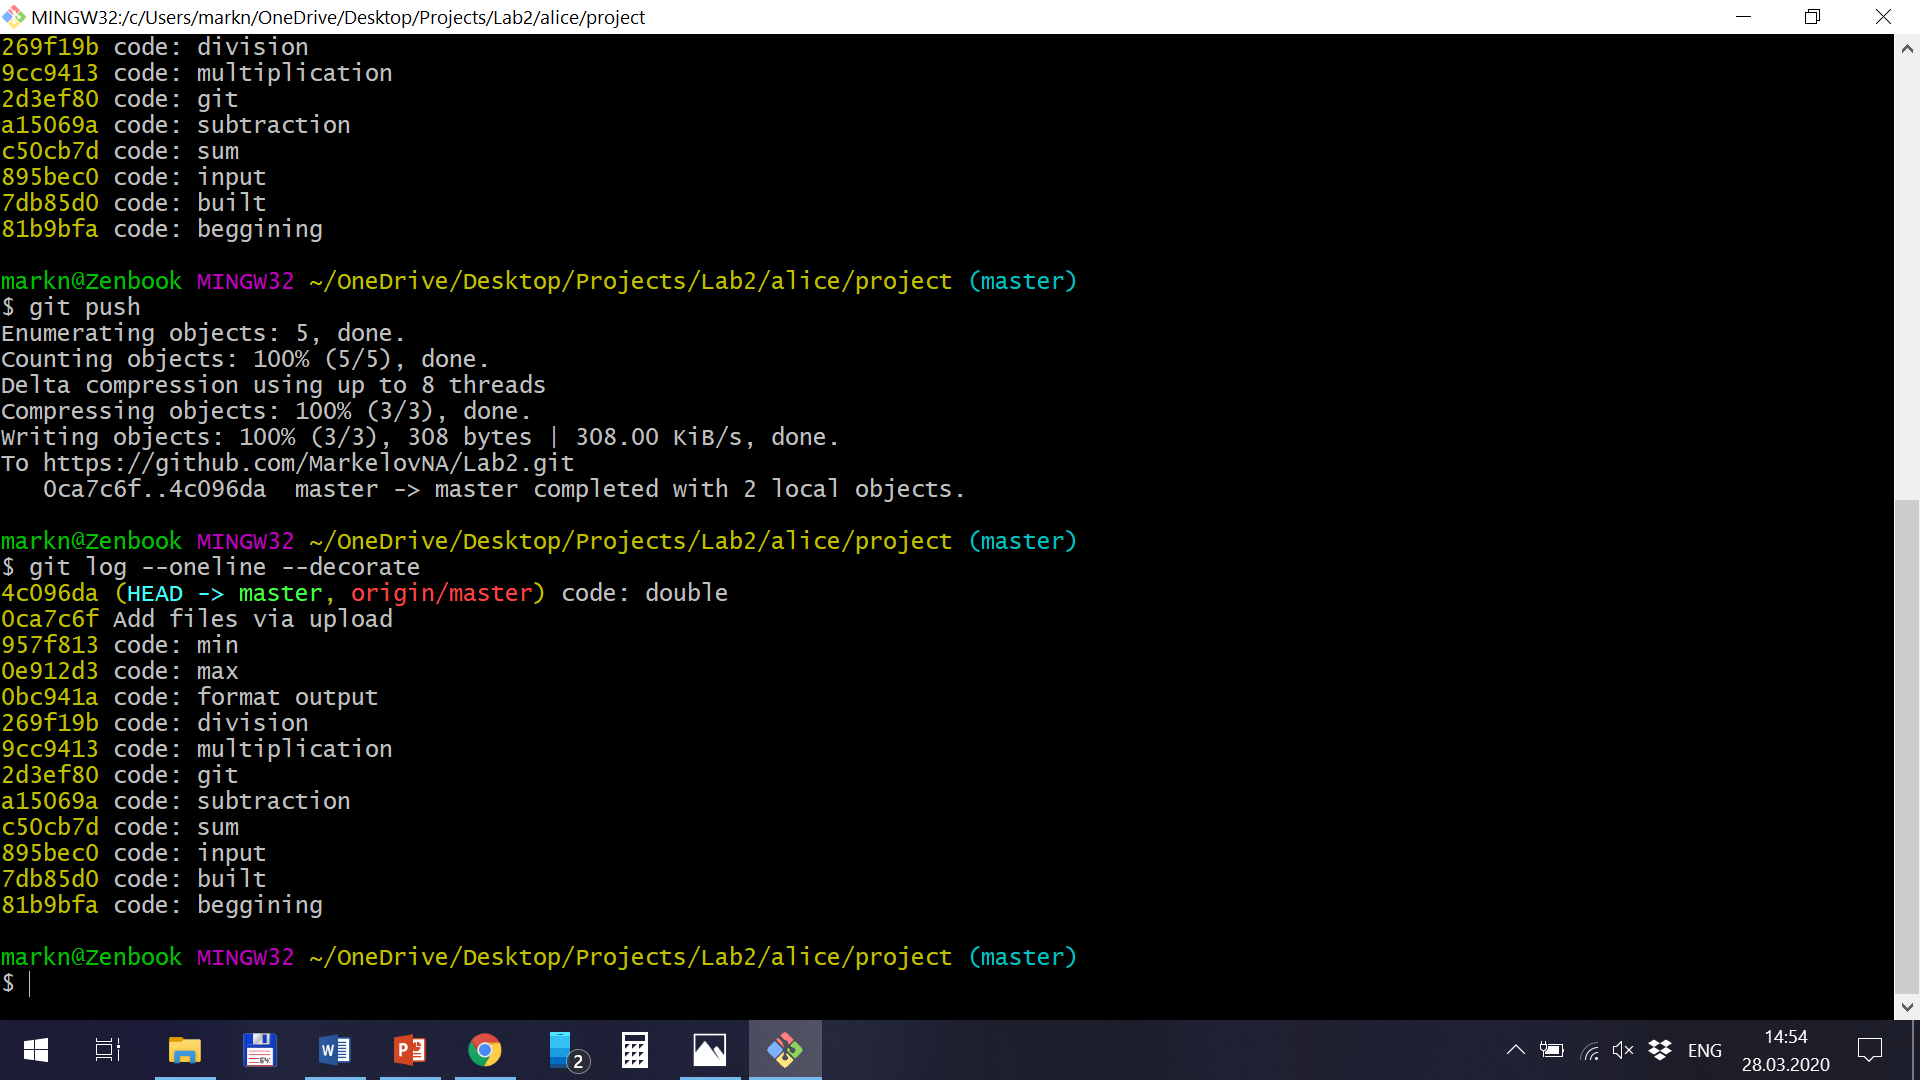 MINGW32:/c/Users/markn/OneDrive/Desktop/Projects/Lab2/alice/project
269f19b code: division
9cc9413 code: multiplication
2d3ef80 code: git
a15069a code: subtraction
c50cb7d code: sum
895bec0 code: input
7db85d0 code: built
81b9bfa code: beggining
markn@Zenbook MINGW32 ~/OneDrive/Desktop/Projects/Lab2/alice/project (master)
$ git push
Enumerating objects: 5, done.
Counting objects: 100% (5/5), done.
Delta compression using up to 8 threads
Compressing objects: 100% (3/3), done.
Writing objects: 100% (3/3), 308 bytes | 308.00 KiB/s, done.
To https://github.com/MarkelovNA/Lab2.git
   0ca7c6f..4c096da  master -> master completed with 2 local objects.
markn@Zenbook MINGW32 ~/OneDrive/Desktop/Projects/Lab2/alice/project (master)
$ git log --oneline --decorate
4c096da (HEAD -> master, origin/master) code: double
0ca7c6f Add files via upload
957f813 code: min
0e912d3 code: max
0bc941a code: format output
269f19b code: division
9cc9413 code: multiplication
2d3ef80 code: git
a15069a code: subtraction
c50cb7d code: sum
895bec0 code: input
7db85d0 code: built
81b9bfa code: beggining
markn@Zenbook MINGW32 ~/OneDrive/Desktop/Projects/Lab2/alice/project (master)
$
64
W
P
2
ENG
14:54
28.03.2020